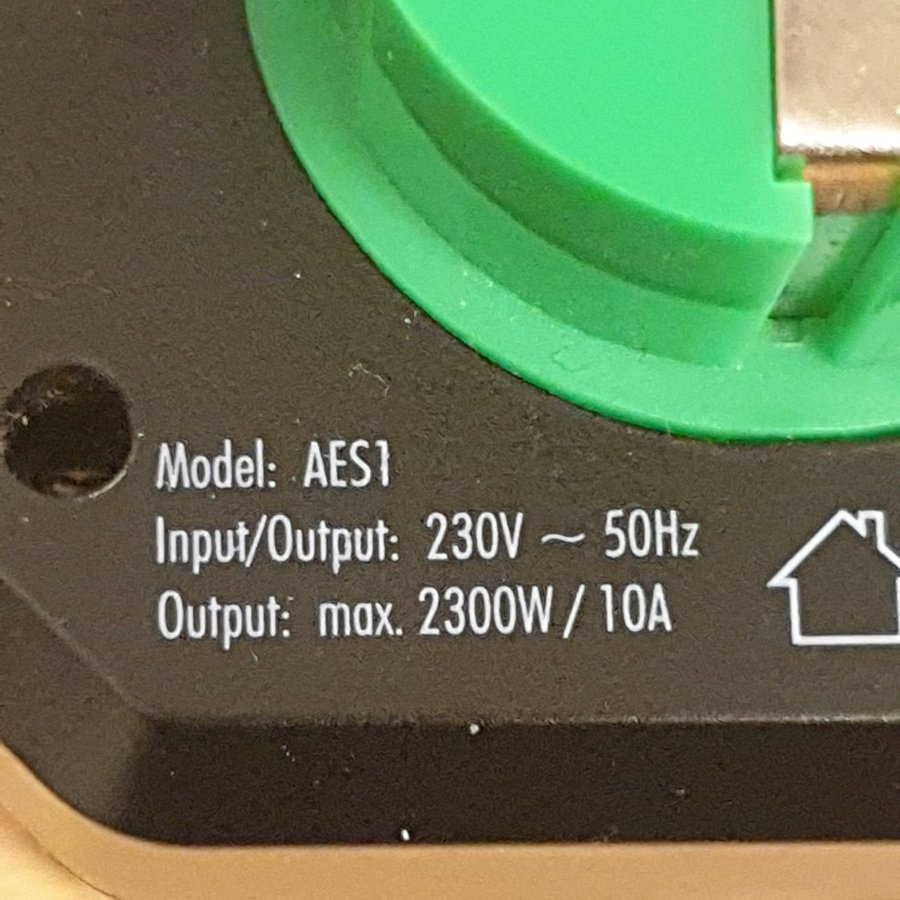 Model: AES1
Input/Output: 230V ~ 50Hz
Output: max. 2300W / 10A